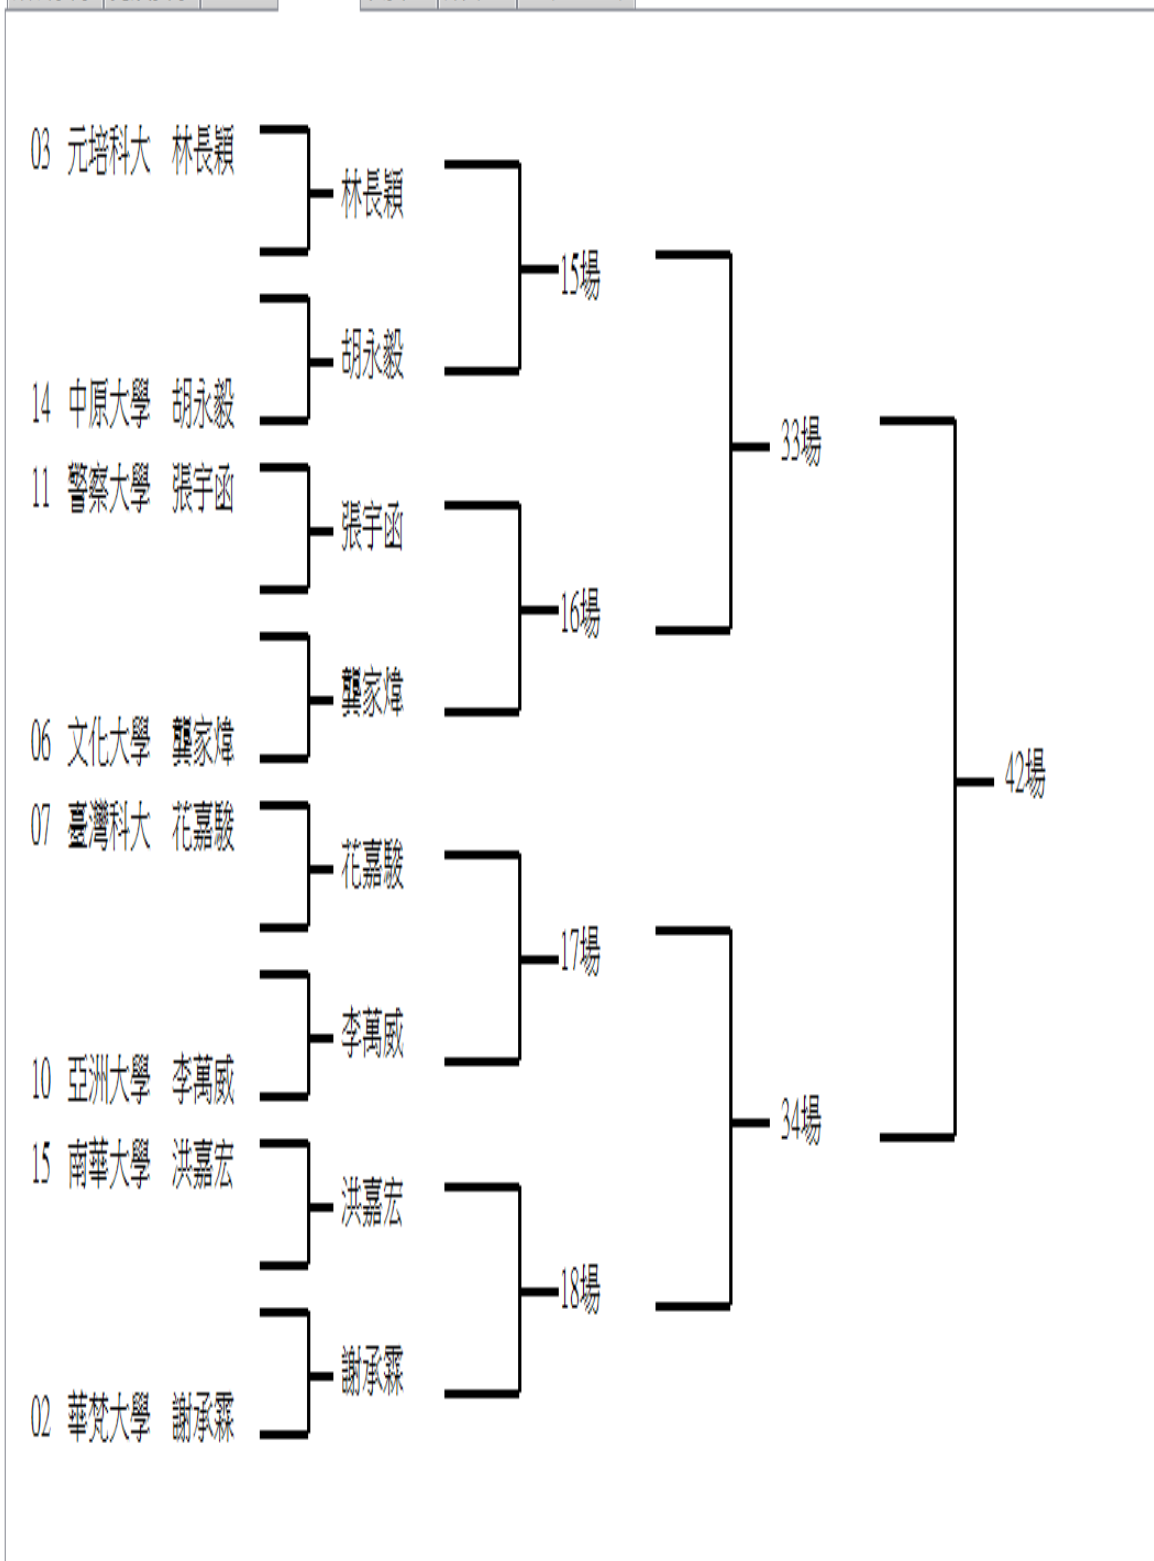 03 元培科大 林長穎
林長穎
15場
胡永毅
14 中原大學 胡永毅
33場
11 警察大學 張宇函
張宇函
16場
龔家煒
06 文化大學 龔家煒
42場
07 臺灣科大 花嘉駿
花嘉駿
17場
李萬威
10 亞洲大學 李萬威
34場
15 南華大學 洪嘉宏
洪嘉宏
18場
謝承霖
02 華梵大學 謝承霖